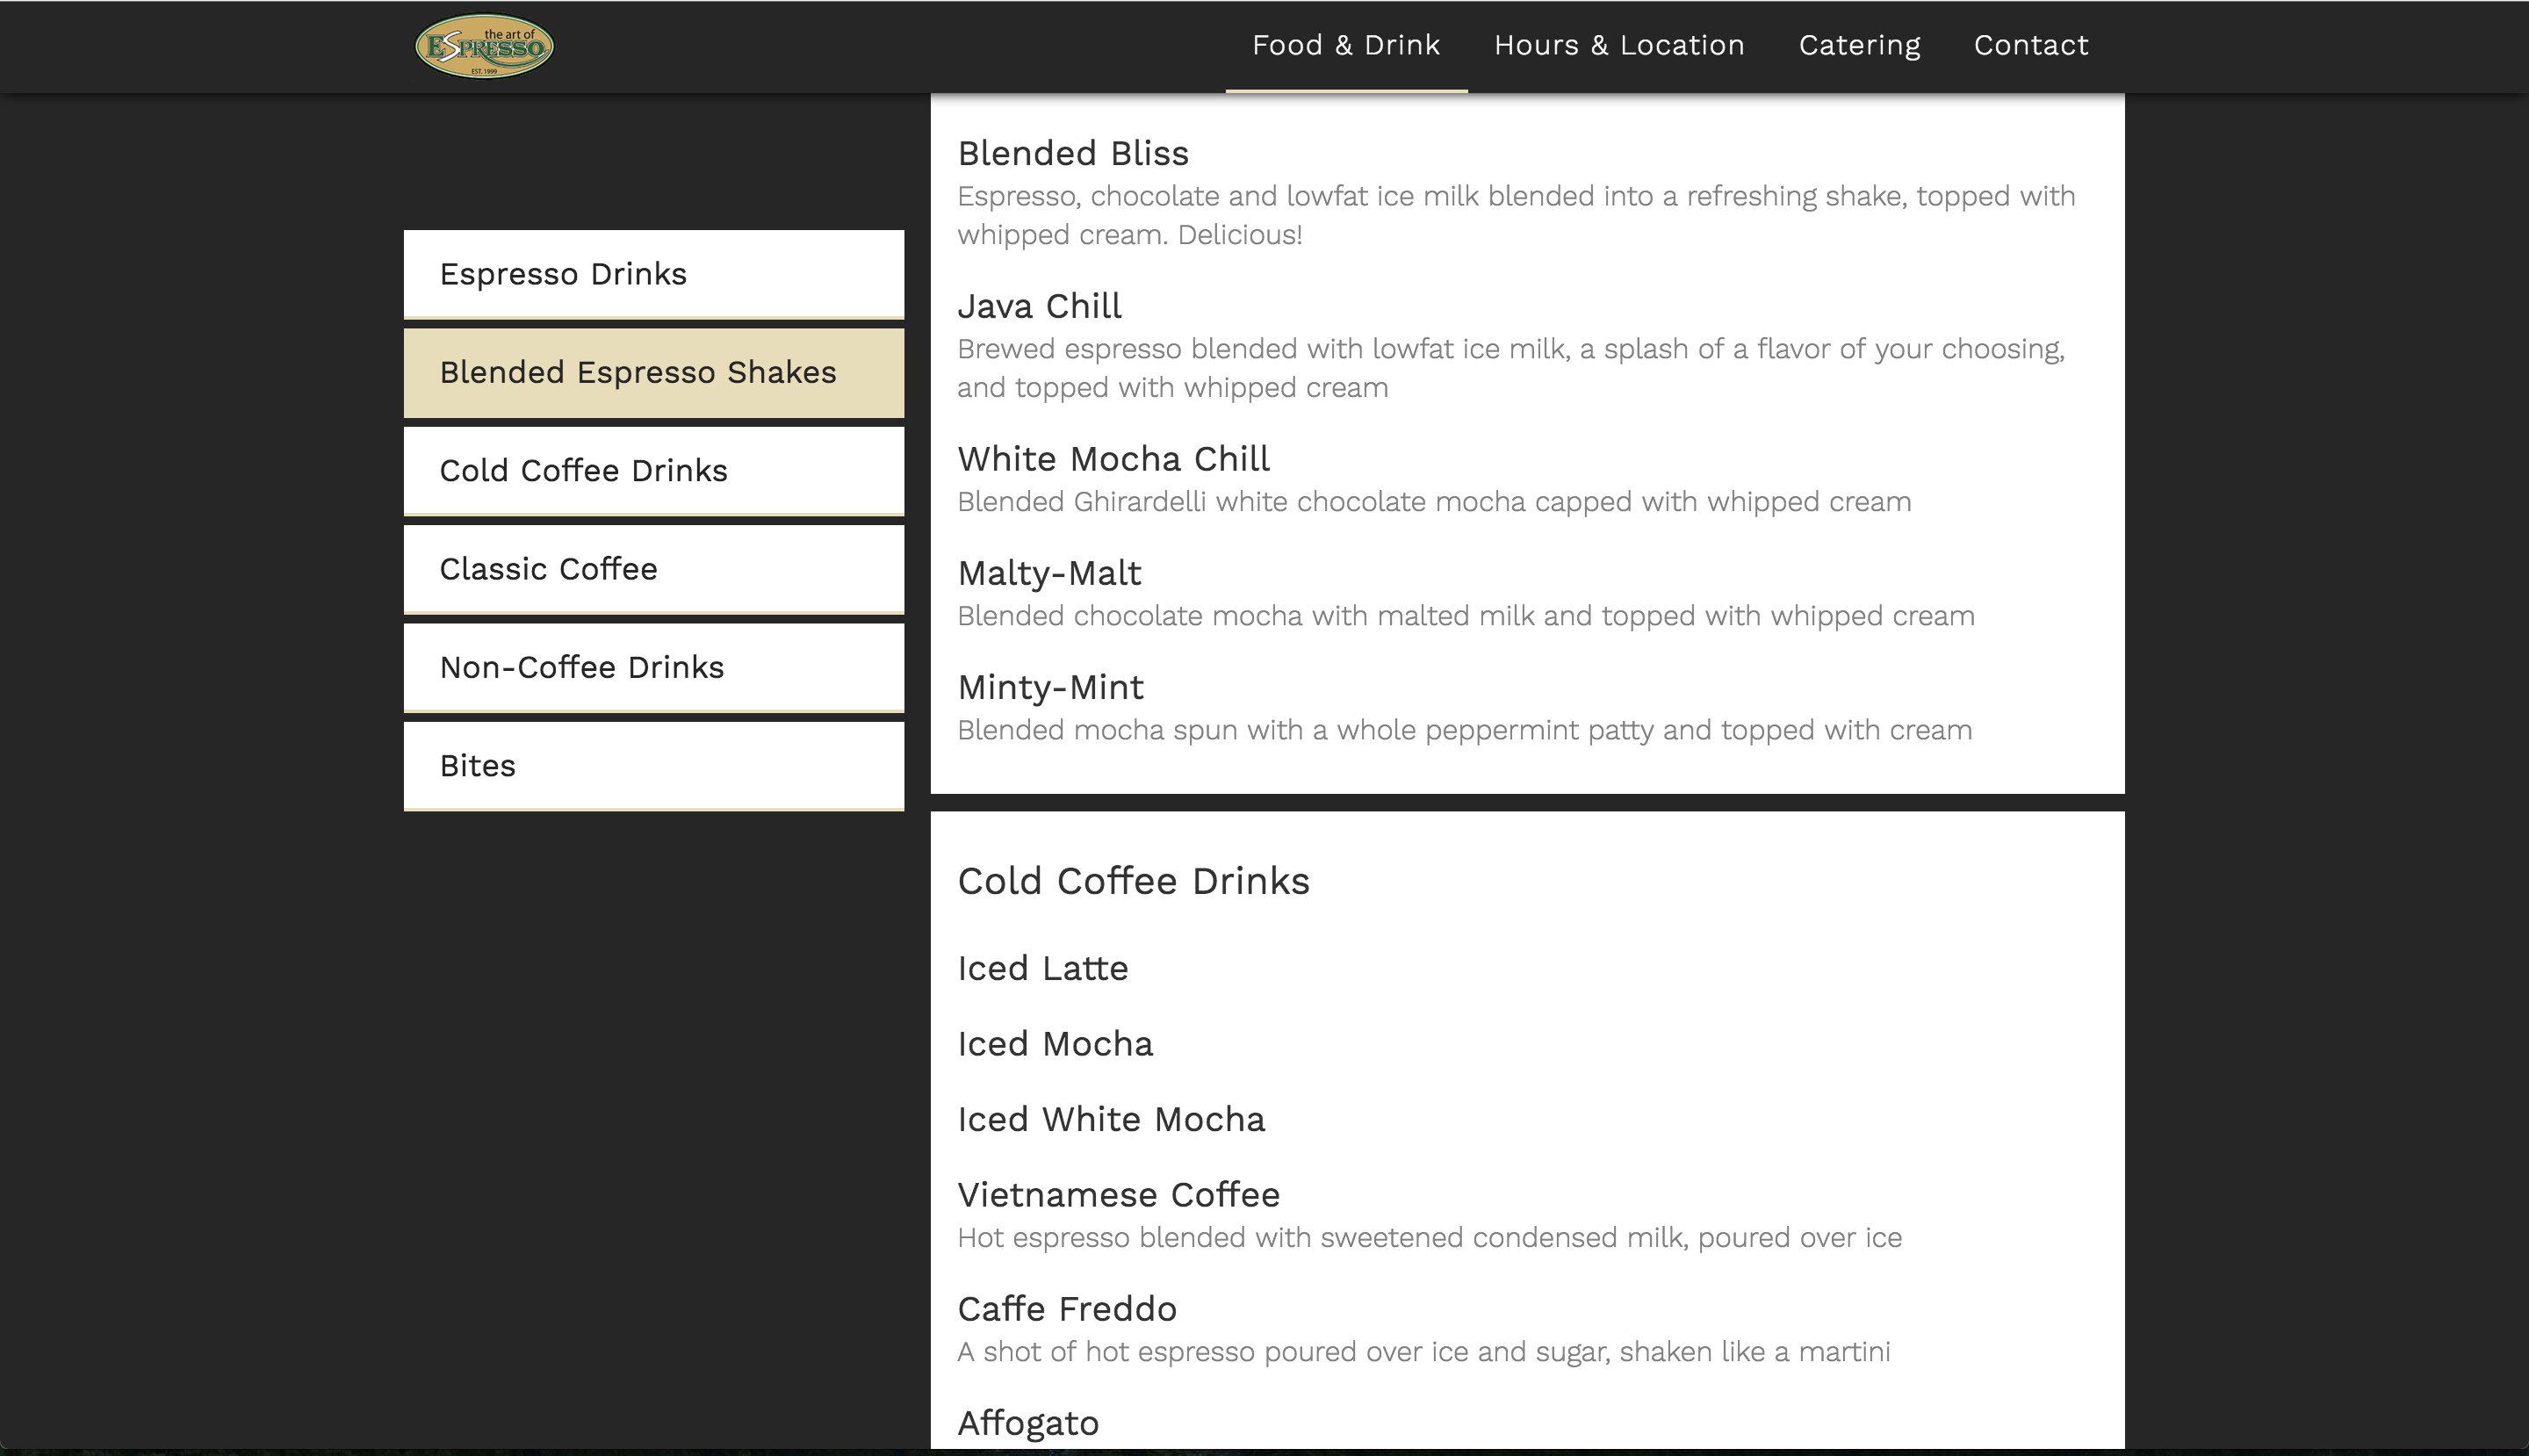 the art of
ESPRESSO
EST. 1999
Food & Drink
Hours & Location
Catering
Contact
Espresso Drinks
Blended Espresso Shakes
Cold Coffee Drinks
Classic Coffee
Non-Coffee Drinks
Bites
Blended Bliss
Espresso, chocolate and lowfat ice milk blended into a refreshing shake, topped with
whipped cream. Delicious!
Java Chill
Brewed espresso blended with lowfat ice milk, a splash of a flavor of your choosing,
and topped with whipped cream
White Mocha Chill
Blended Ghirardelli white chocolate mocha capped with whipped cream
Malty-Malt
Blended chocolate mocha with malted milk and topped with whipped cream
Minty-Mint
Blended mocha spun with a whole peppermint patty and topped with cream
Cold Coffee Drinks
Iced Latte
Iced Mocha
Iced White Mocha
Vietnamese Coffee
Hot espresso blended with sweetened condensed milk, poured over ice
Caffe Freddo
A shot of hot espresso poured over ice and sugar, shaken like a martini
Affogato